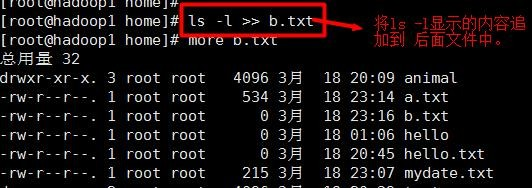 [root@hadoop1 home]#
[root@hadoop1 home]# ls -l >> b.txt
将ls -l显示的内容追
加到 后面文件中。
[root@hadoop1 home]# more b.txt
总用量 32
drwxr-xr-x. 3 root root 4096 3月 18 20:09 animal
-rw-r--r--. 1 root root 534 3月 18 23:14 a.txt
-rw-r--r--. 1 root root 0 3月 18 23:16 b.txt
-rw-r--r--. 1 root root 0 3月 18 01:06 hello
-rw-r--r--. 1 root root 0 3月 18 20:45 hello.txt
-rw-r--r--. 1 root root 215 3月 18 23:07 mydate.txt